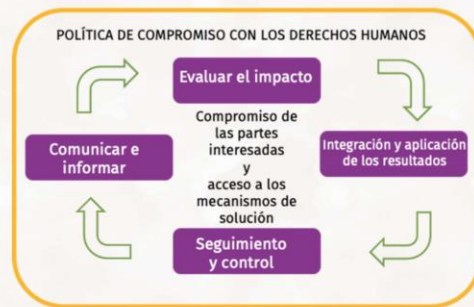 POLÍTICA DE COMPROMISO CON LOS DERECHOS HUMANOS
Evaluar el impacto
Compromiso de
las partes
interesadas
y
acceso a los
mecanismos de
solución
Integración y aplicación
de los resultados
Seguimiento
y control
Comunicar e
informar